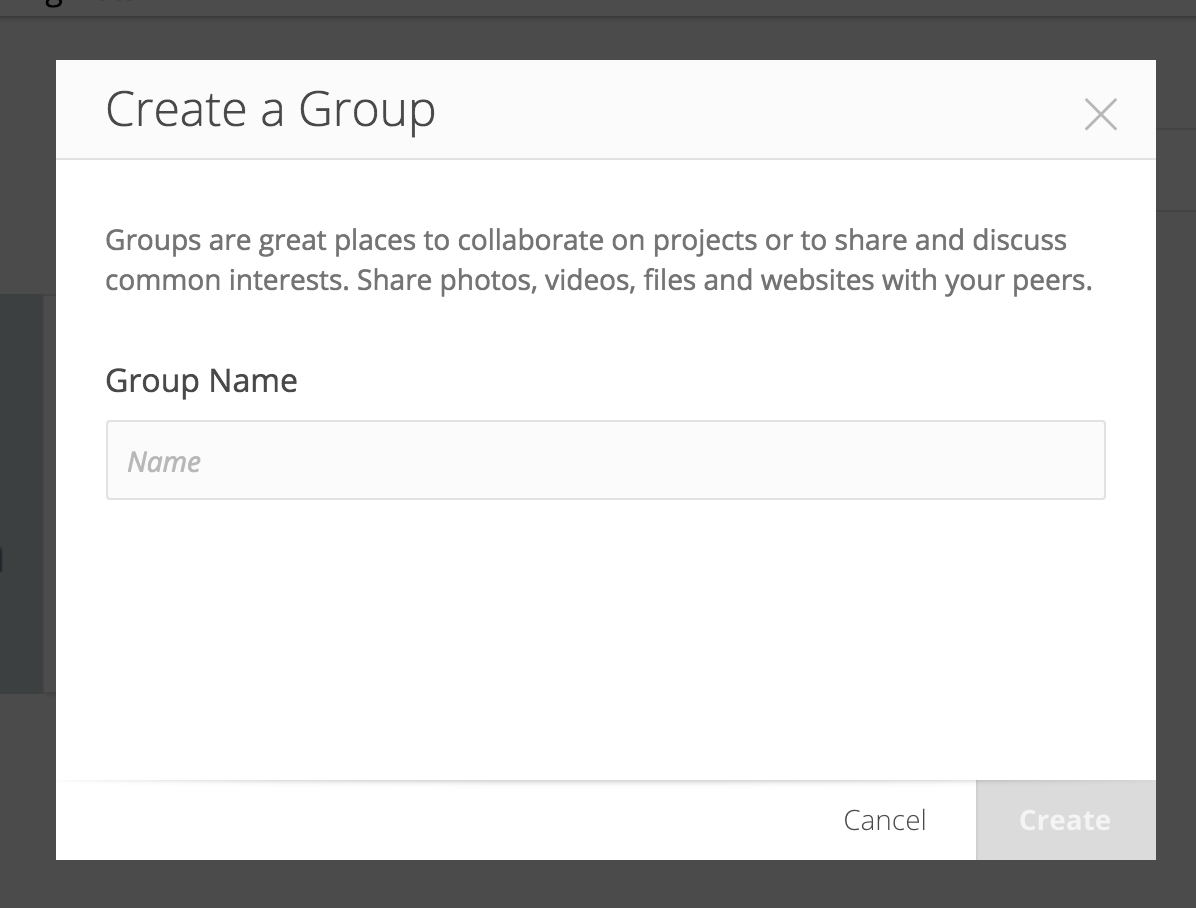 Create a Group
Groups are great places to collaborate on projects or to share and discuss
common interests. Share photos, videos, files and websites with your peers.
Group Name
Name
Cancel
Create